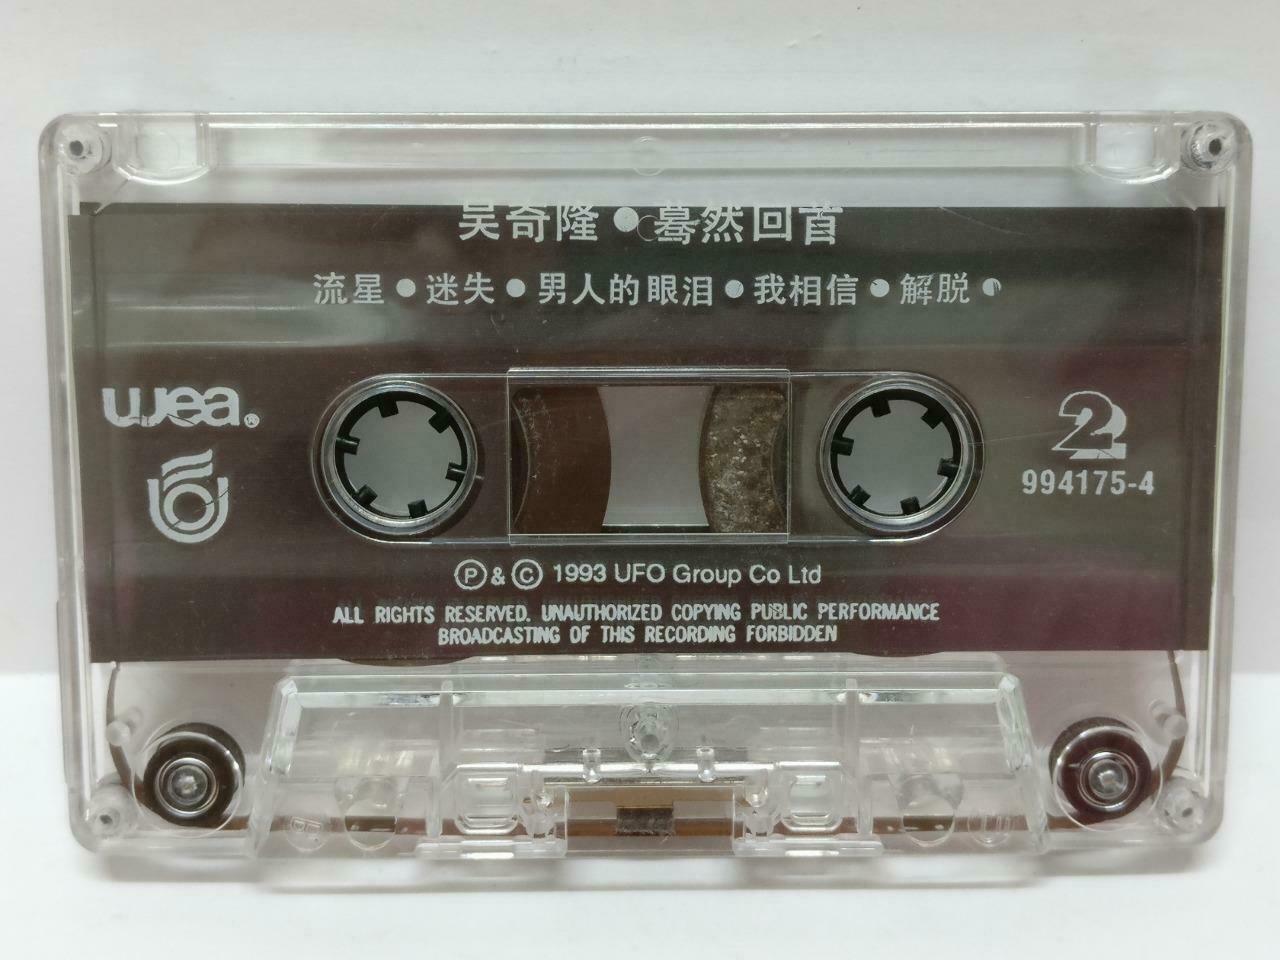 吴奇隆●蓦然回首
流星●迷失●男人的眼泪●我相信●解脱●
wea®
2
994175-4
Ⓟ & © 1993 UFO Group Co Ltd
ALL RIGHTS RESERVED. UNAUTHORIZED COPYING PUBLIC PERFORMANCE
BROADCASTING OF THIS RECORDING FORBIDDEN